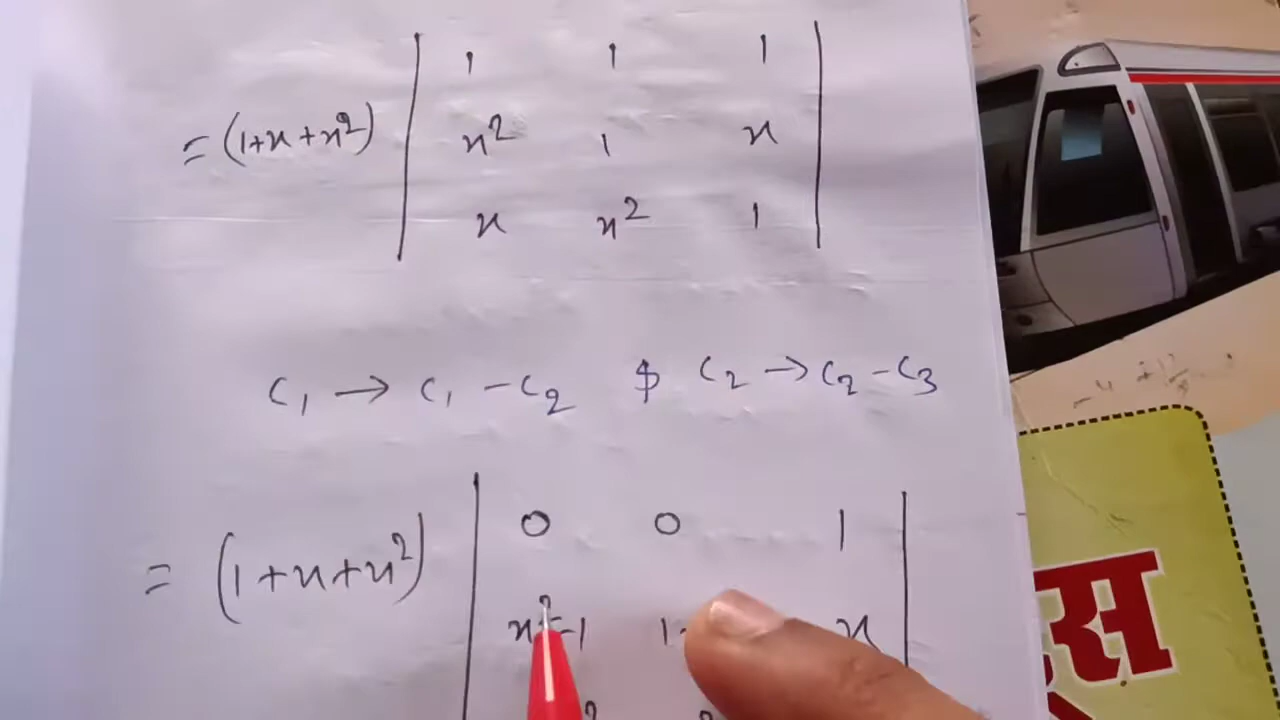 1 1 1
= (1+x+x²) x² 1 x
x x² 1
C₁ → C₁ - C₂ $ C₂ → C₂ - C₃
0 0 1
= (1+x+x²)
x²-1 1- x